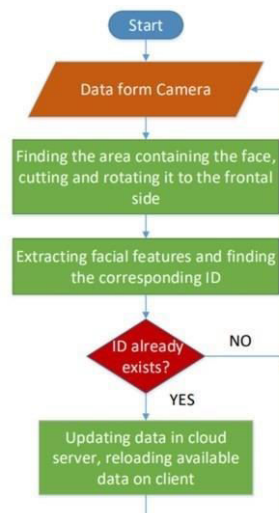 Start
Data form Camera
Finding the area containing the face,
cutting and rotating it to the frontal
side
Extracting facial features and finding
the corresponding ID
ID already
exists?
NO
YES
Updating data in cloud
server, reloading available
data on client